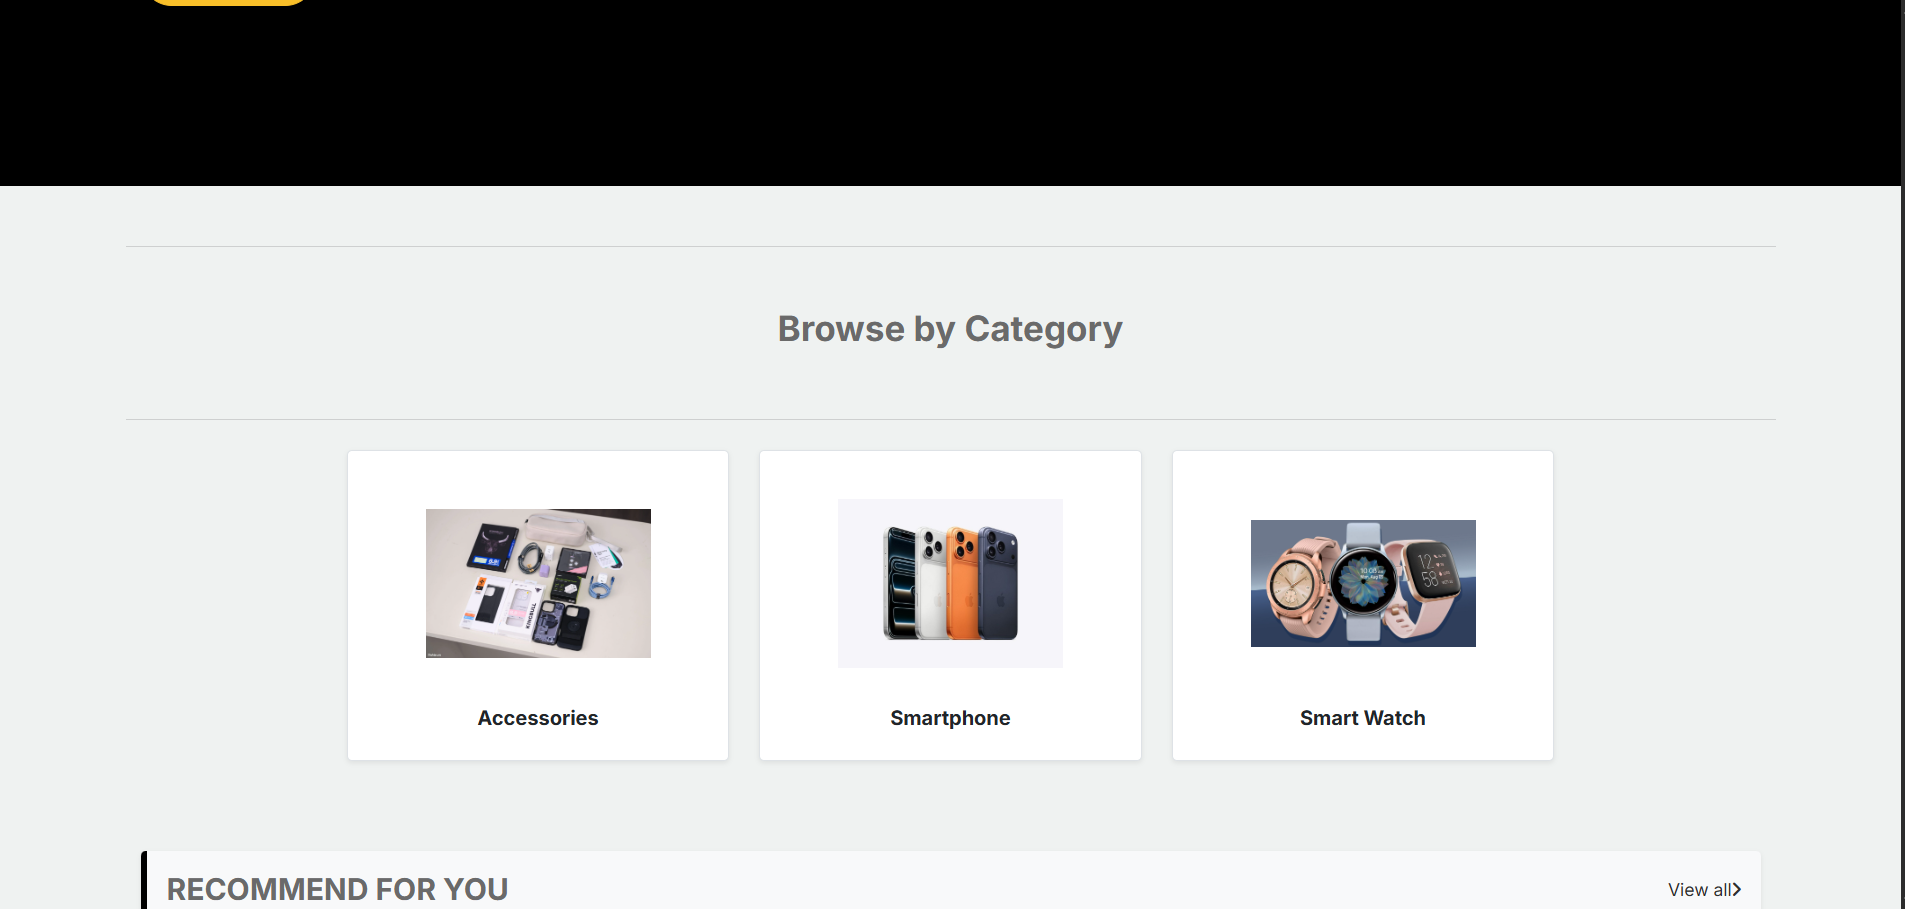 Browse by Category
Accessories
Smartphone
Smart Watch
RECOMMEND FOR YOU
View all